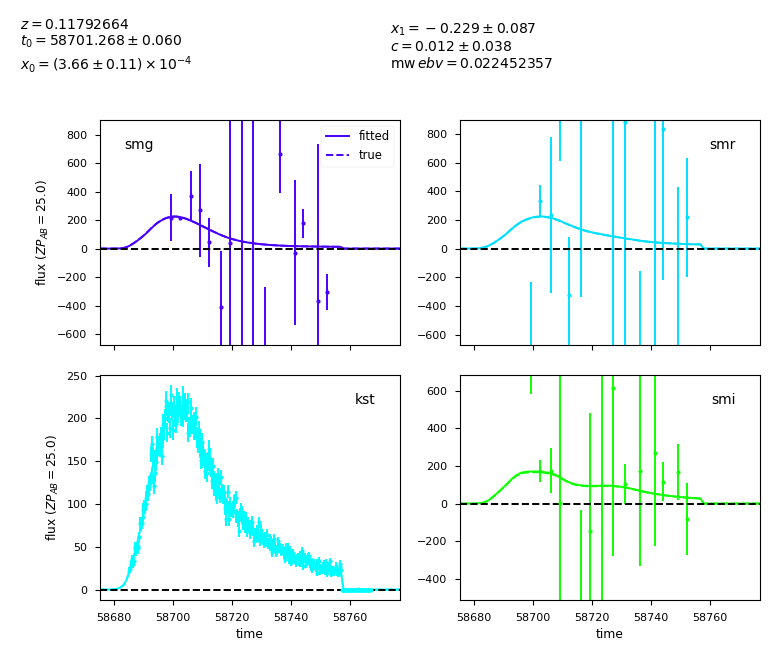 z = 0.11792664
t0 = 58701.268 ± 0.060
x0 = (3.66 ± 0.11) × 10^−4
x1 = −0.229 ± 0.087
c = 0.012 ± 0.038
mw ebv = 0.022452357
smg
fitted
true
800
600
400
200
0
−200
−400
−600
flux (ZP_AB = 25.0)
smr
800
600
400
200
0
−200
−400
−600
kst
250
200
150
100
50
0
flux (ZP_AB = 25.0)
58680 58700 58720 58740 58760
time
smi
600
400
200
0
−200
−400
58680 58700 58720 58740 58760
time